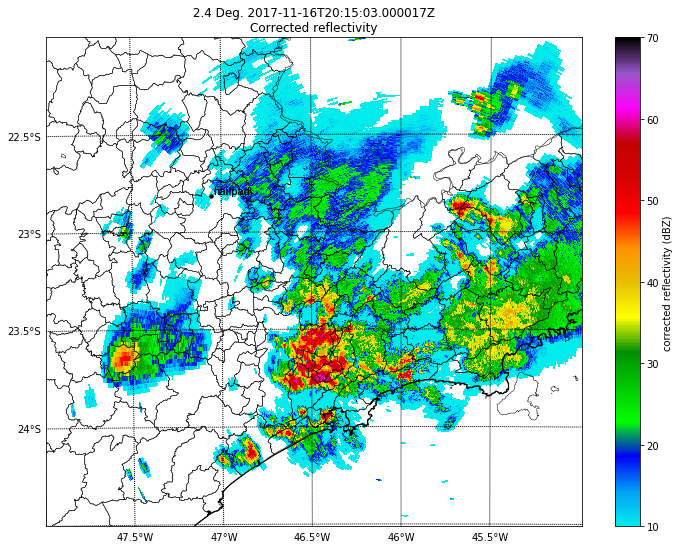 2.4 Deg. 2017-11-16T20:15:03.000017Z
Corrected reflectivity
22.5°S
23°S
23.5°S
24°S
47.5°W
47°W
46.5°W
46°W
45.5°W
70
60
50
40
30
20
10
corrected reflectivity (dBZ)